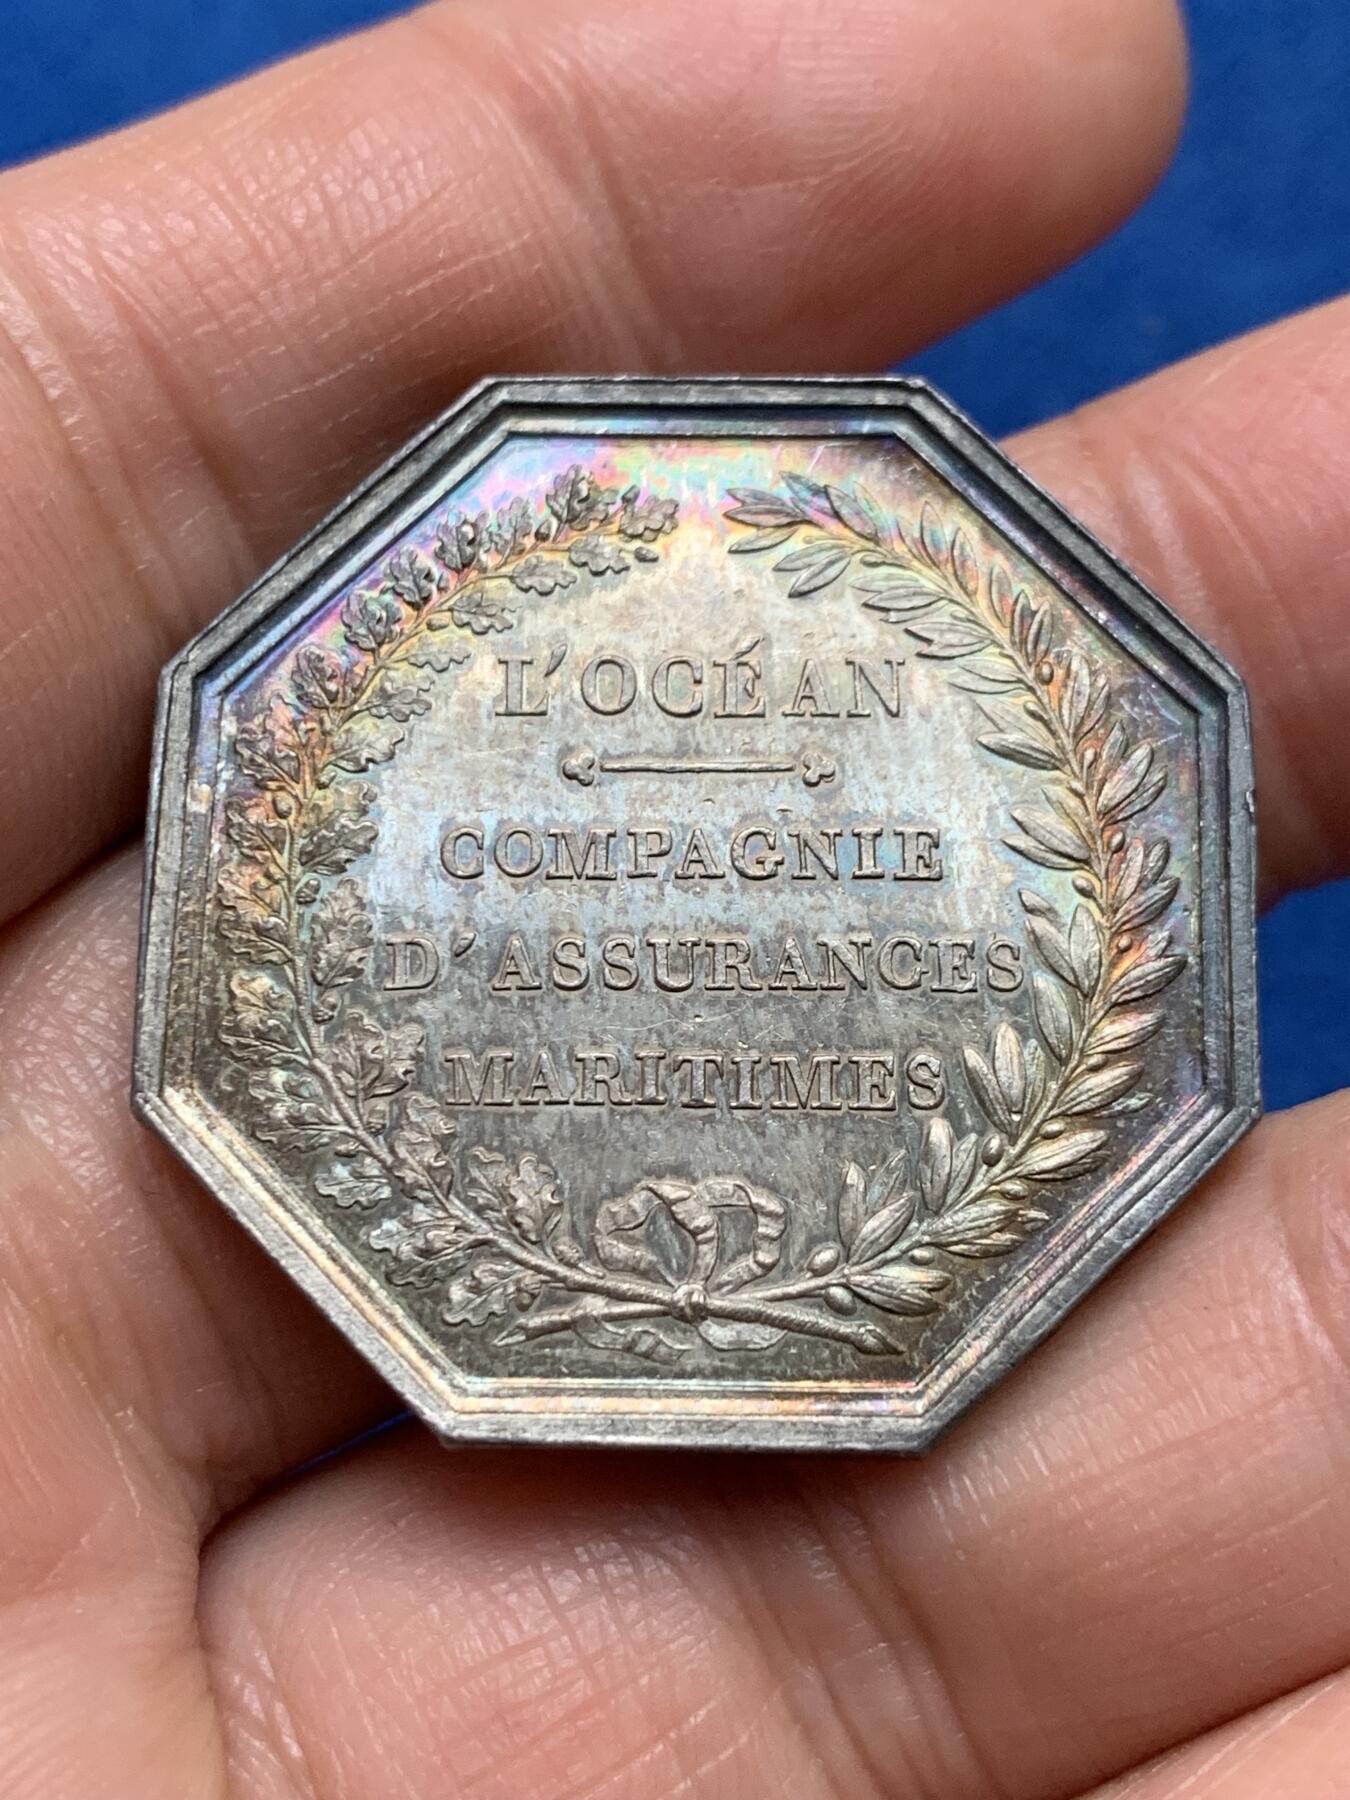 L'OCÉAN
COMPAGNIE
D'ASSURANCES
MARITIMES